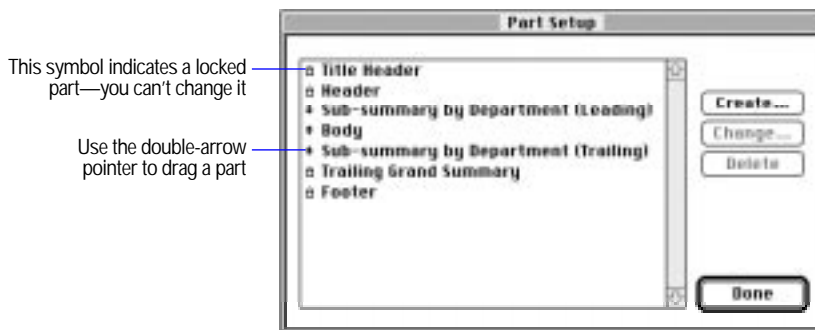 Part Setup
This symbol indicates a locked
part—you can't change it
Use the double-arrow
pointer to drag a part
Title Header
Header
Sub-summary by Department (Leading)
Body
Sub-summary by Department (Trailing)
Trailing Grand Summary
Footer
Create...
Change...
Delete
Done